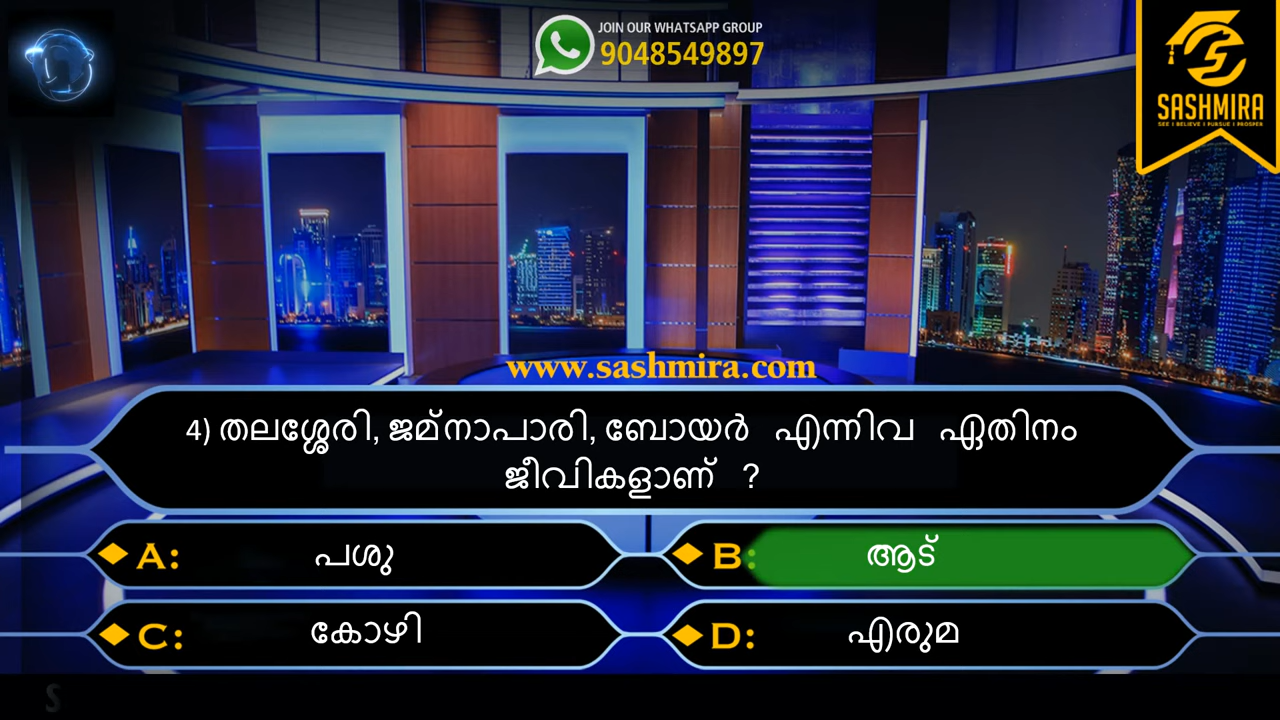 JOIN OUR WHATSAPP GROUP
9048549897
SASHMIRA
SEE I BELIEVE I PURSUE I PROSPER
www.sashmira.com
4) തലശ്ശേരി, ജമ്നാപാരി, ബോയർ എന്നിവ ഏതിനം
ജീവികളാണ് ?
A: പശു
B: ആട്
C: കോഴി
D: എരുമ
S